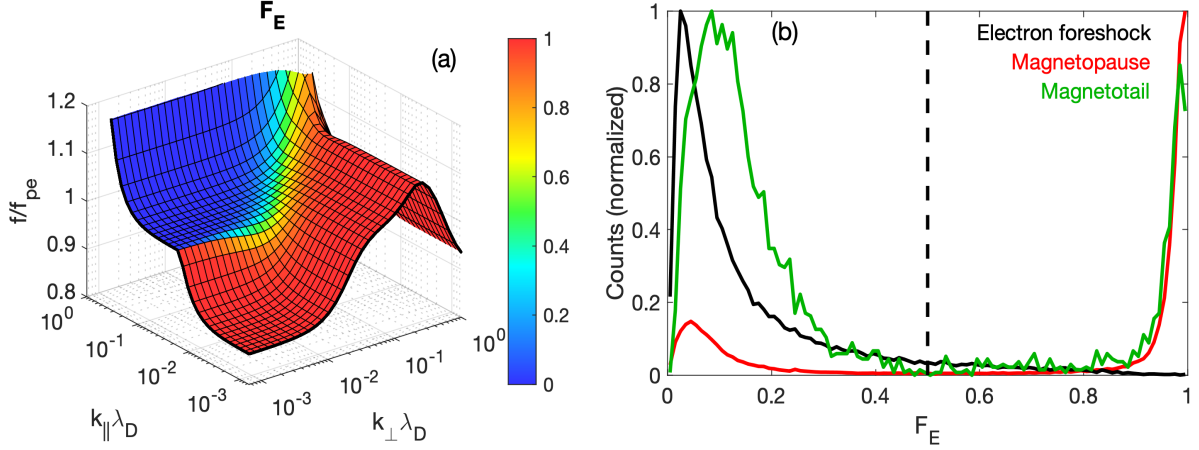 F_E
(a)
1.2
1.1
1
0.9
0.8
f/f_pe
10^0
10^-1
10^-2
10^-3
k_∥λ_D
10^-3
10^-2
10^-1
10^0
k_⊥λ_D
1
0.8
0.6
0.4
0.2
0
(b)
Electron foreshock
Magnetopause
Magnetotail
Counts (normalized)
1
0.8
0.6
0.4
0.2
0
0
0.2
0.4
0.6
0.8
1
F_E